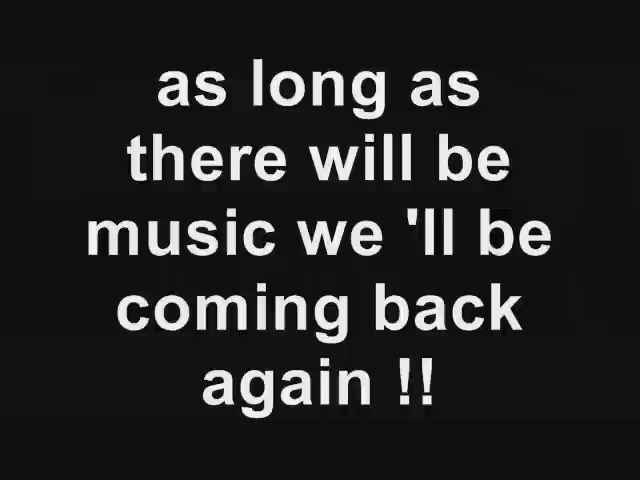 as long as
there will be
music we 'll be
coming back
again !!